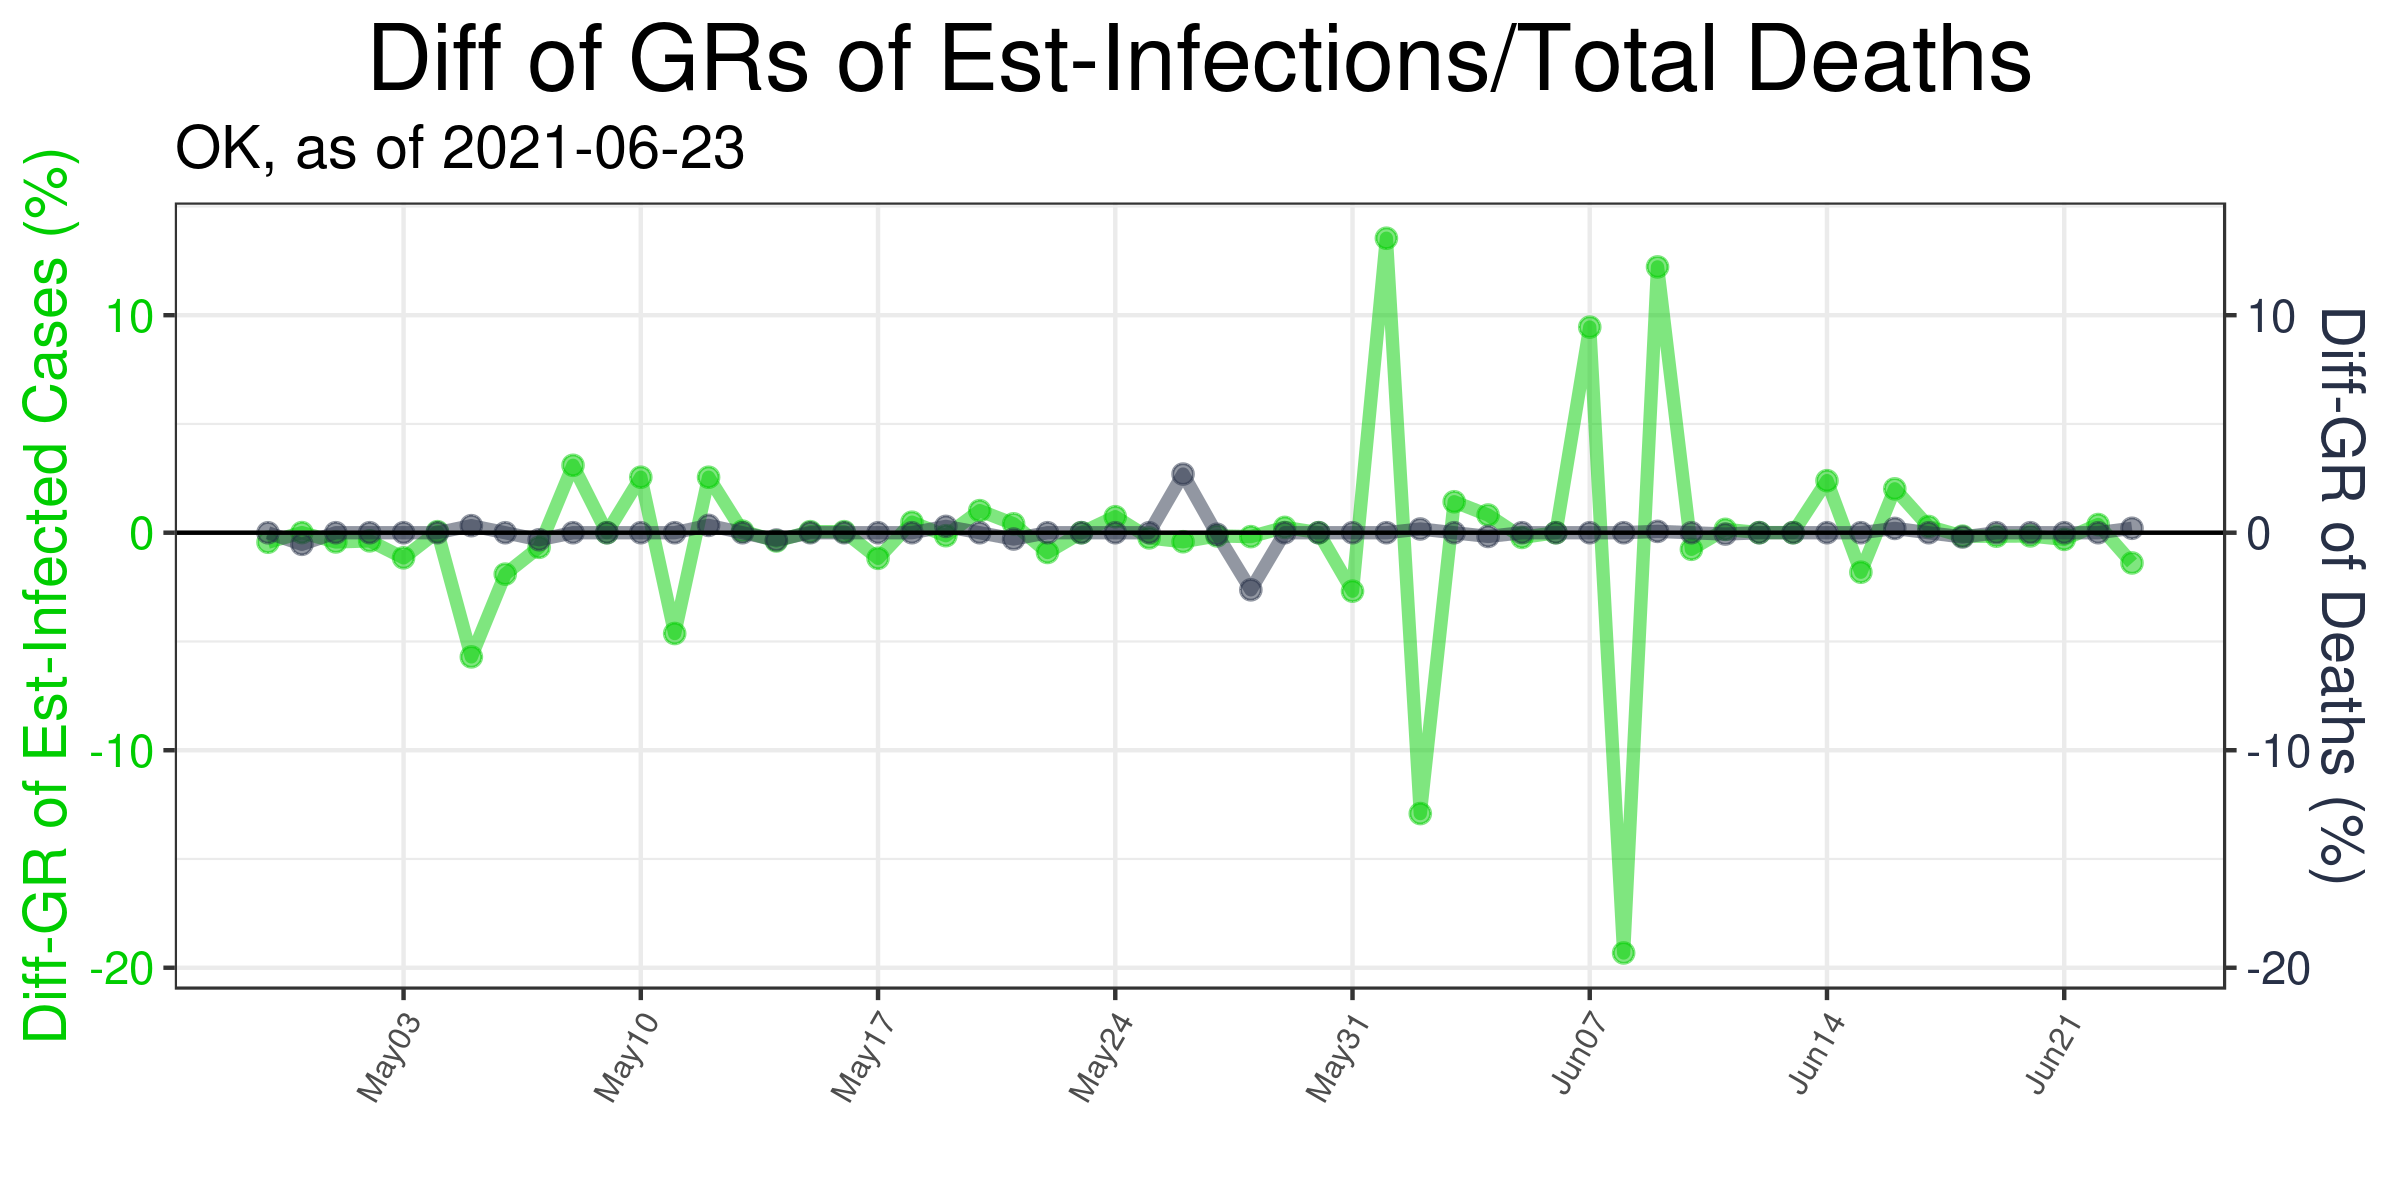 Diff of GRs of Est-Infections/Total Deaths
OK, as of 2021-06-23
Diff-GR of Est-Infected Cases (%)
10
0
-10
-20
10
0
-10
-20
Diff-GR of Deaths (%)
May03
May10
May17
May24
May31
Jun07
Jun14
Jun21